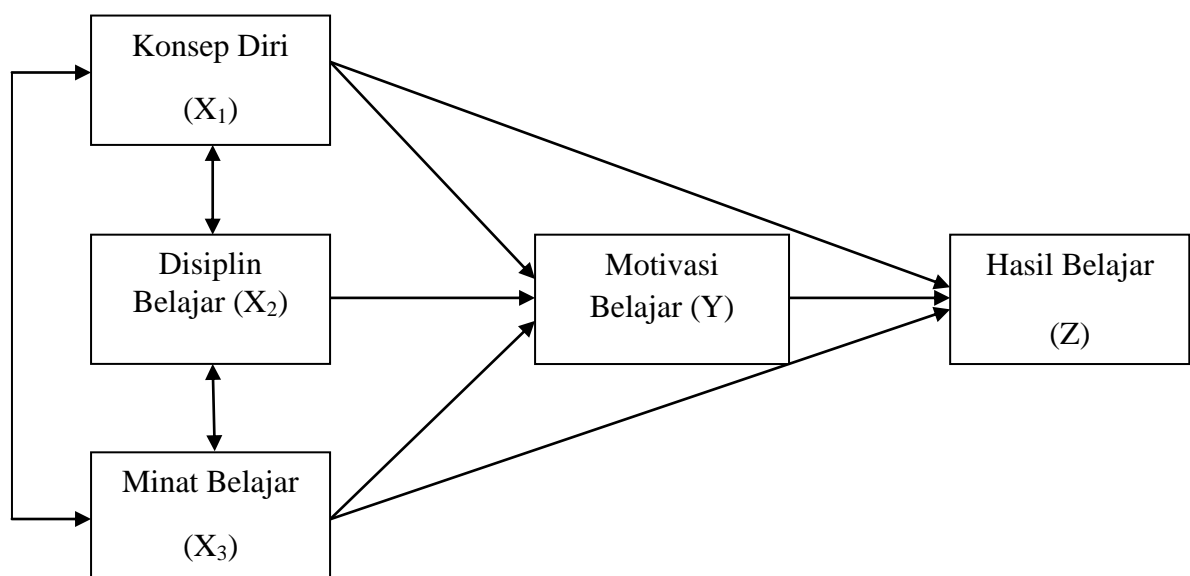 Konsep Diri
(X₁)
Disiplin
Belajar (X₂)
Motivasi
Belajar (Y)
Hasil Belajar
(Z)
Minat Belajar
(X₃)